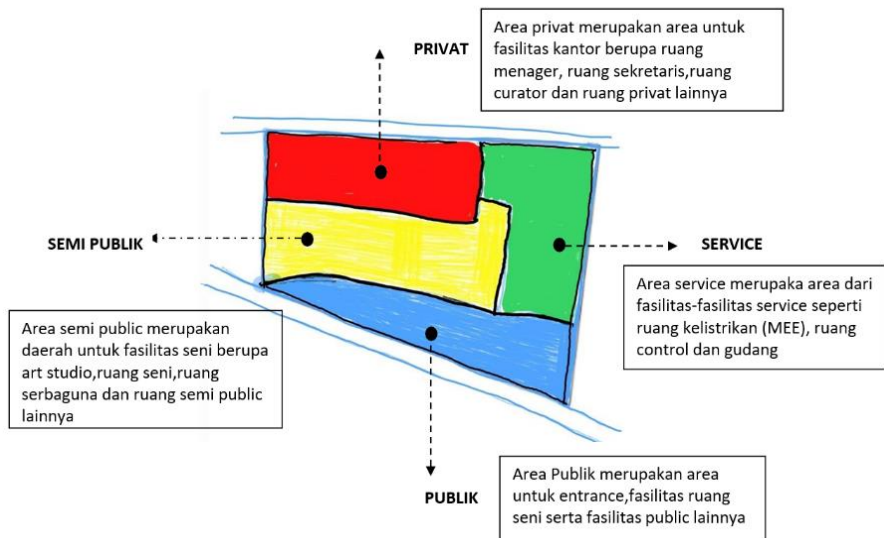 PRIVAT
Area privat merupakan area untuk
fasilitas kantor berupa ruang
menager, ruang sekretaris,ruang
curator dan ruang privat lainnya
SEMI PUBLIK
Area semi public merupakan
daerah untuk fasilitas seni berupa
art studio,ruang seni,ruang
serbaguna dan ruang semi public
lainnya
SERVICE
Area service merupaka area dari
fasilitas-fasilitas service seperti
ruang kelistrikan (MEE), ruang
control dan gudang
PUBLIK
Area Publik merupakan area
untuk entrance,fasilitas ruang
seni serta fasilitas public lainnya